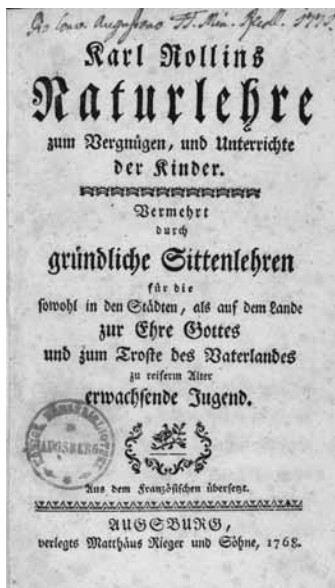 Karl Rollins
Naturlehre
zum Vergnügen, und Unterrichte
der Kinder.
Vermehrt
durch
gründliche Sittenlehren
für die
sowohl in den Städten, als auf dem Lande
zur Ehre Gottes
und zum Troste des Vaterlandes
zu reiferm Alter
erwachsende Jugend.
AUGSBURG
Aus dem Französischen übersetzt.
AUGSBURG,
verlegts Matthäus Rieger und Söhne, 1768.